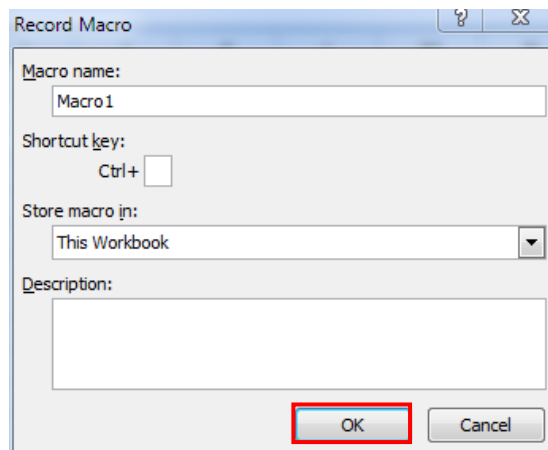 Record Macro
Macro name:
Macro1
Shortcut key:
Ctrl+
Store macro in:
This Workbook
Description:
OK Cancel